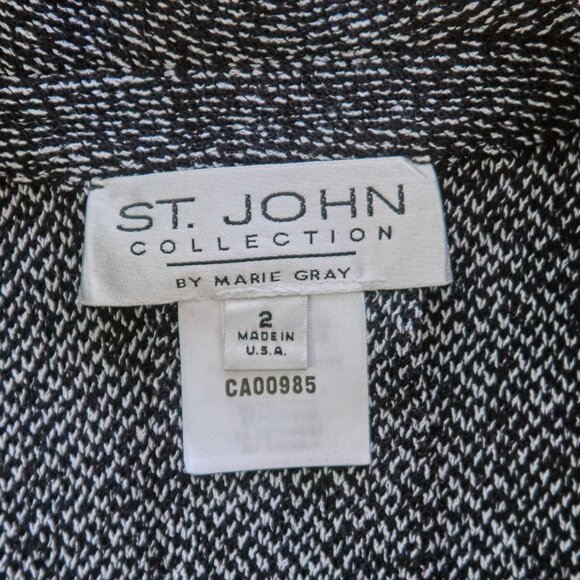 ST. JOHN
COLLECTION
BY MARIE GRAY
2
MADE IN
U.S.A.
CA00985